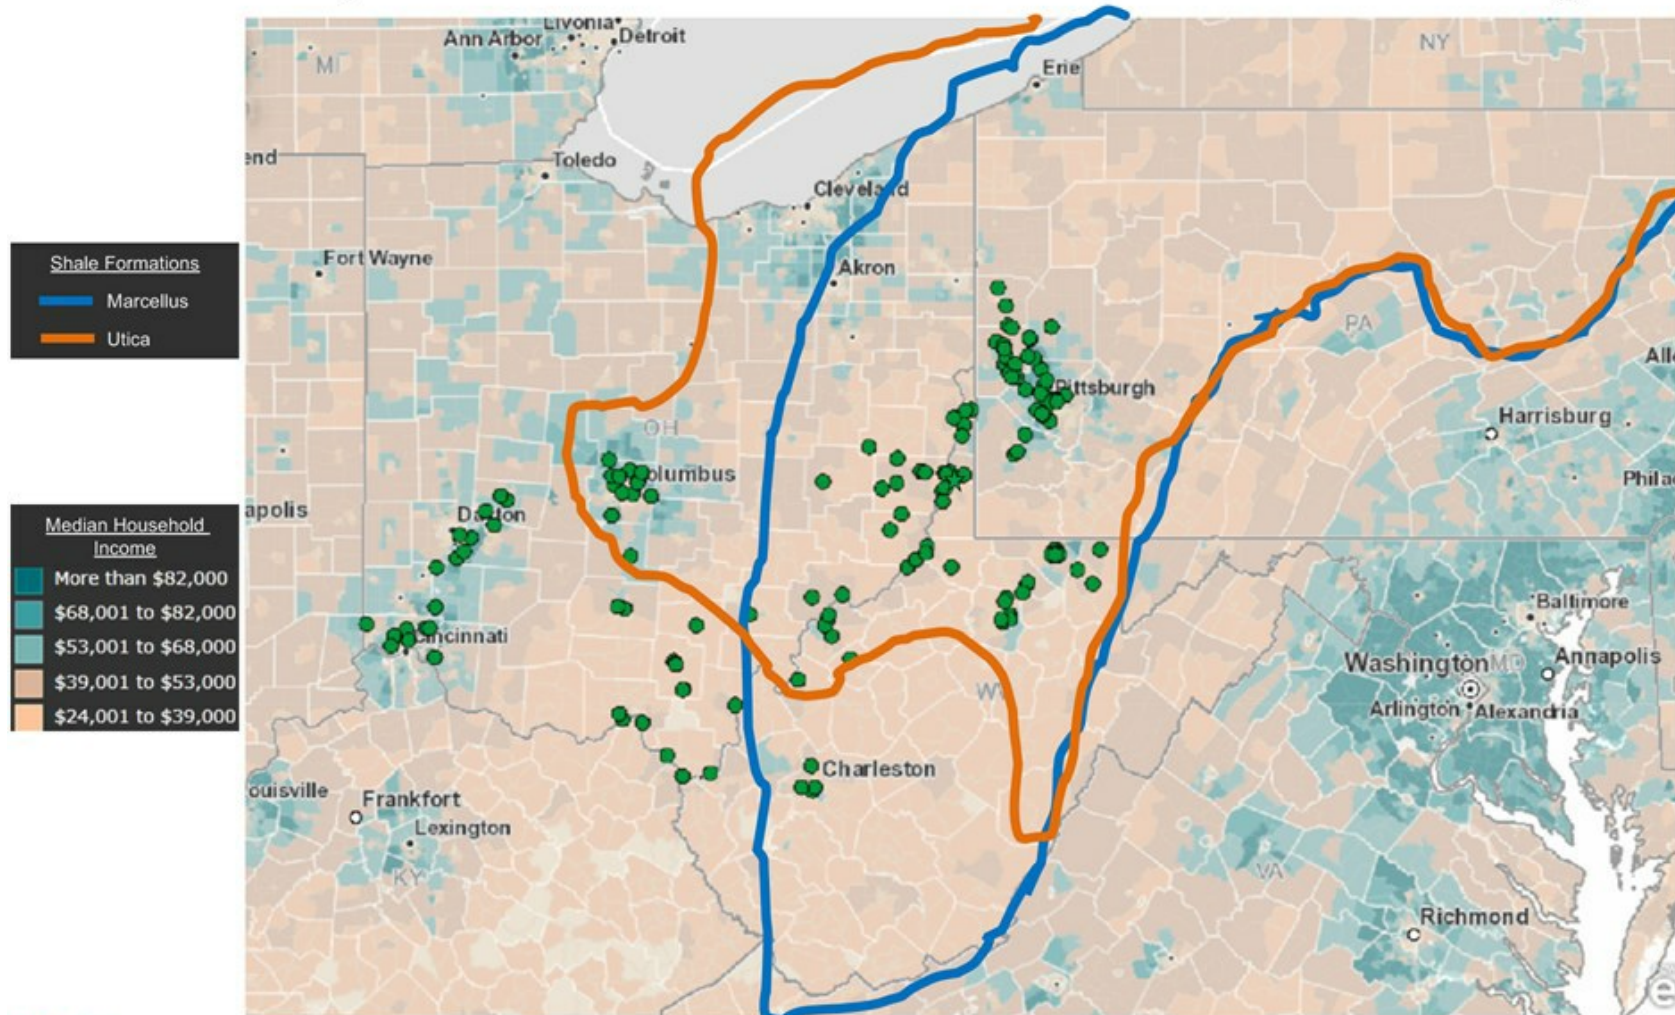 Livonia
Ann Arbor
Detroit
MI
NY
Erie
Toledo
end
Cleveland
Fort Wayne
Akron
Shale Formations
Marcellus
Utica
PA
Pittsburgh
Harrisburg
OH
Columbus
apolis
Dayton
Median Household
Income
More than $82,000
$68,001 to $82,000
$53,001 to $68,000
$39,001 to $53,000
$24,001 to $39,000
Baltimore
Cincinnati
Washington
MD
Annapolis
WV
Arlington
Alexandria
Charleston
ouisville
Frankfort
Lexington
KY
VA
Richmond